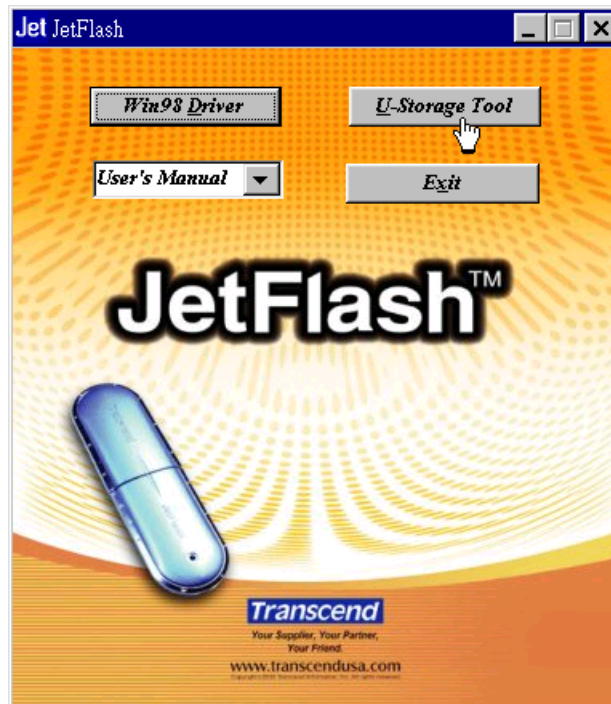 Jet JetFlash
Win98 Driver
U-Storage Tool
User's Manual
Exit
JetFlash™
Transcend
Your Supplier, Your Partner,
Your Friend.
www.transcendusa.com